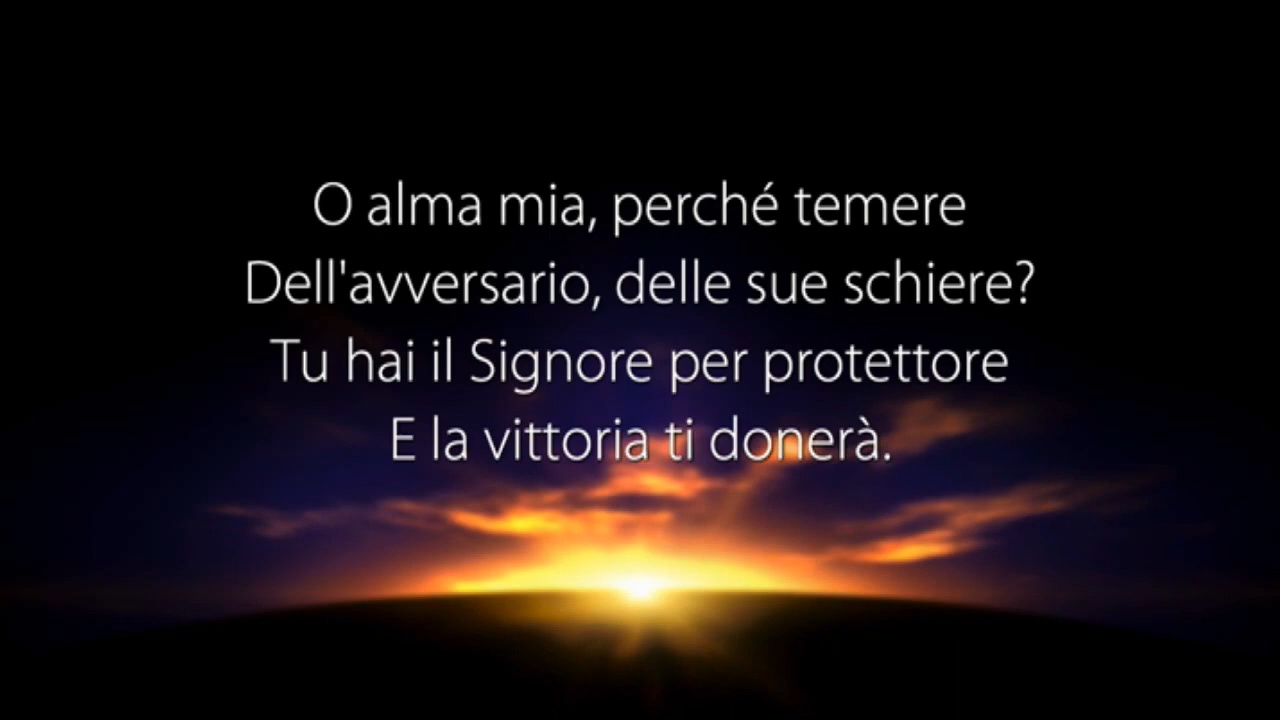 O alma mia, perché temere
Dell'avversario, delle sue schiere?
Tu hai il Signore per protettore
E la vittoria ti donerà.